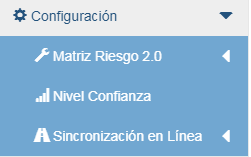 Configuración
Matriz Riesgo 2.0
Nivel Confianza
Sincronización en Línea